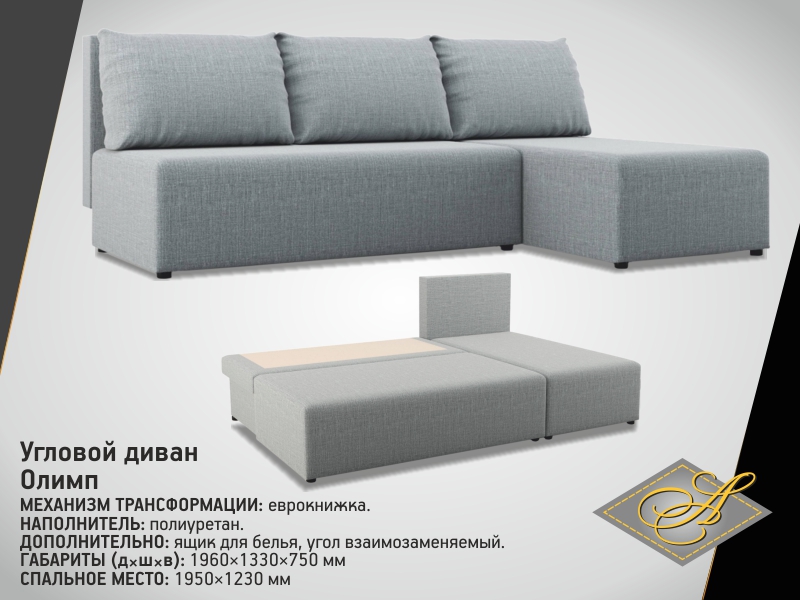 Угловой диван
Олимп
МЕХАНИЗМ ТРАНСФОРМАЦИИ: еврокнижка.
НАПОЛНИТЕЛЬ: полиуретан.
ДОПОЛНИТЕЛЬНО: ящик для белья, угол взаимозаменяемый.
ГАБАРИТЫ (д×ш×в): 1960×1330×750 мм
СПАЛЬНОЕ МЕСТО: 1950×1230 мм
A